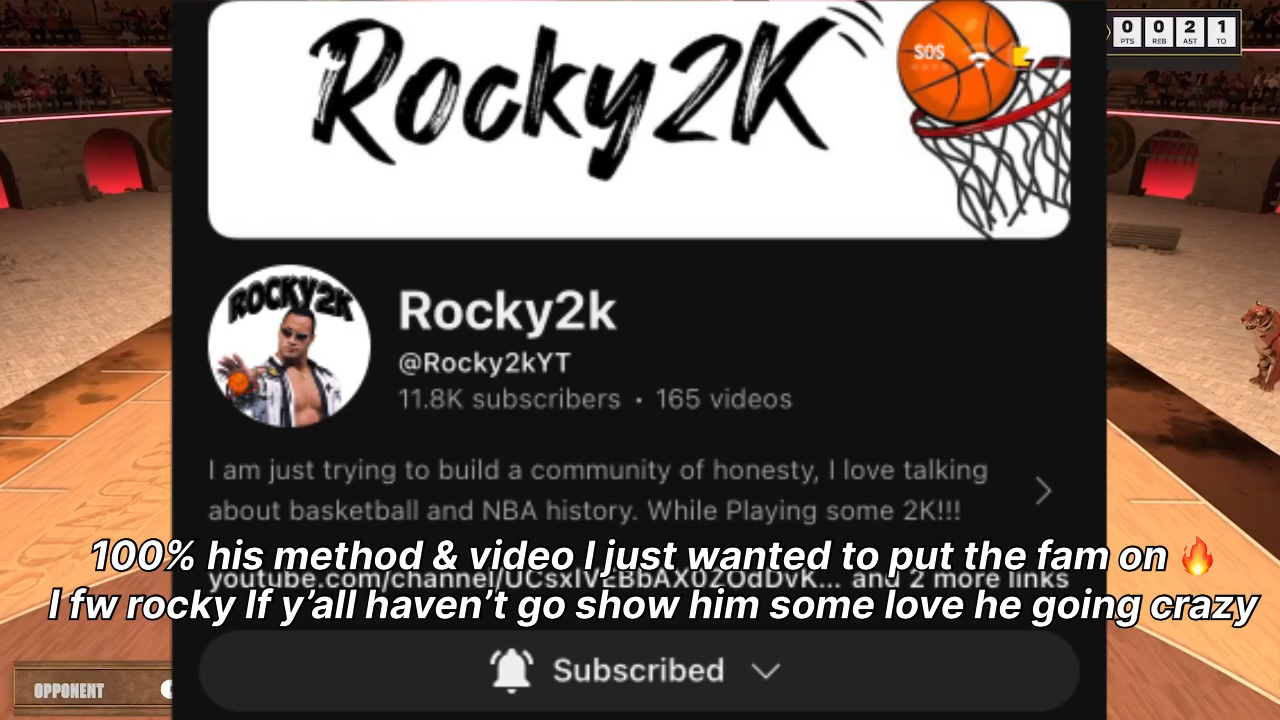 Rocky2K
SOS
0 0 2 1
PTS REB AST TO
ROCKY2K
Rocky2k
@Rocky2kYT
11.8K subscribers • 165 videos
I am just trying to build a community of honesty, I love talking
about basketball and NBA history. While Playing some 2K!!!
100% his method & video I just wanted to put the fam on 🔥
and 2 more links
I fw rocky If y'all haven't go show him some love he going crazy
Subscribed
OPPONENT